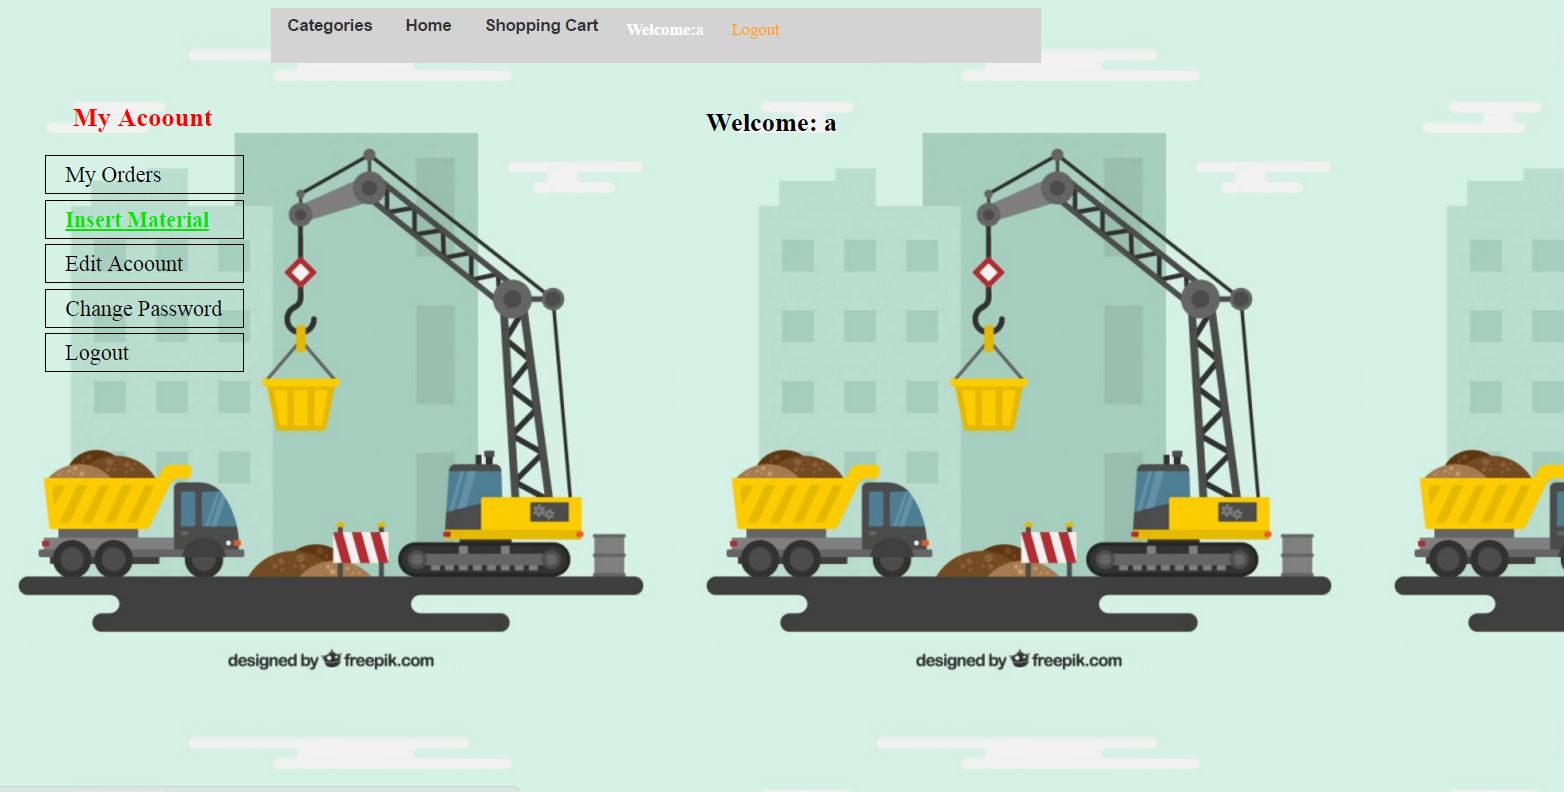 Categories Home Shopping Cart Welcome:a Logout
My Acoount
Welcome: a
My Orders
Insert Material
Edit Acoount
Change Password
Logout
designed by freepik.com
designed by freepik.com